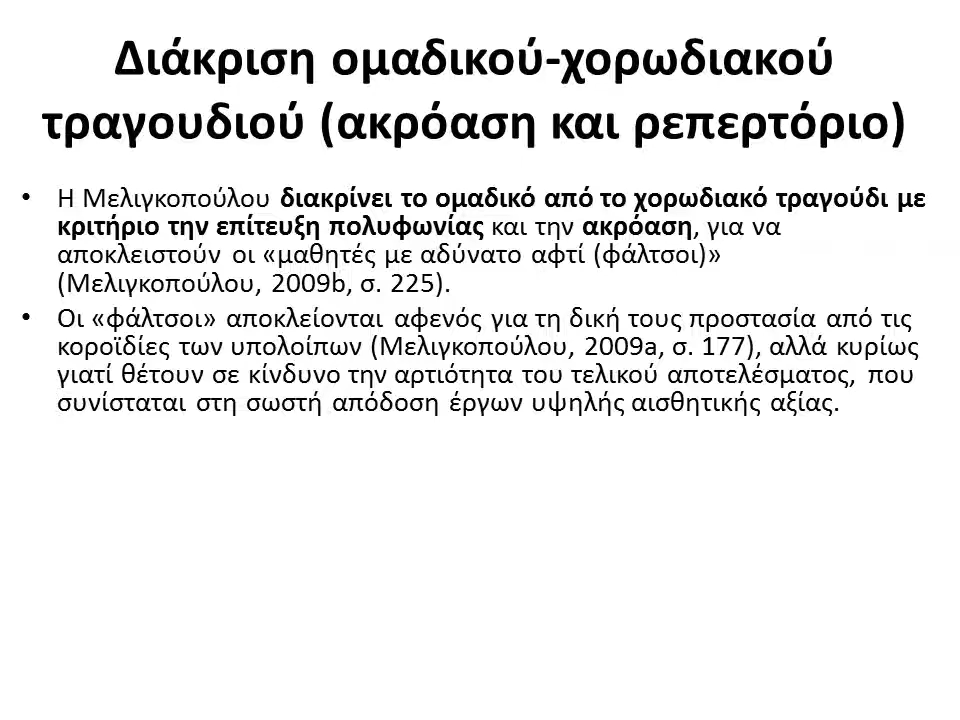 Διάκριση ομαδικού-χορωδιακού
τραγουδιού (ακρόαση και ρεπερτόριο)
• Η Μελιγκοπούλου διακρίνει το ομαδικό από το χορωδιακό τραγούδι με
κριτήριο την επίτευξη πολυφωνίας και την ακρόαση, για να
αποκλειστούν οι «μαθητές με αδύνατο αφτί (φάλτσοι)»
(Μελιγκοπούλου, 2009b, σ. 225).
• Οι «φάλτσοι» αποκλείονται αφενός για τη δική τους προστασία από τις
κοροϊδίες των υπολοίπων (Μελιγκοπούλου, 2009a, σ. 177), αλλά κυρίως
γιατί θέτουν σε κίνδυνο την αρτιότητα του τελικού αποτελέσματος, που
συνίσταται στη σωστή απόδοση έργων υψηλής αισθητικής αξίας.